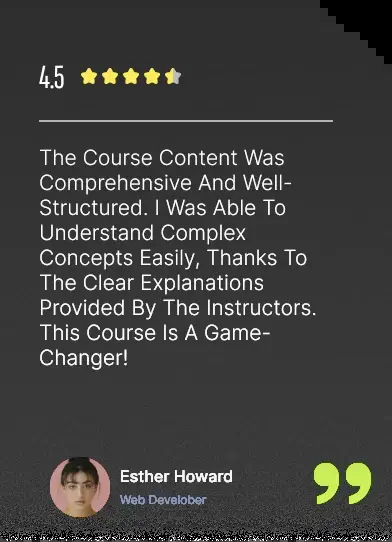 4.5
The Course Content Was
Comprehensive And Well-
Structured. I Was Able To
Understand Complex
Concepts Easily, Thanks To
The Clear Explanations
Provided By The Instructors.
This Course Is A Game-
Changer!
Esther Howard
Web Develober
”